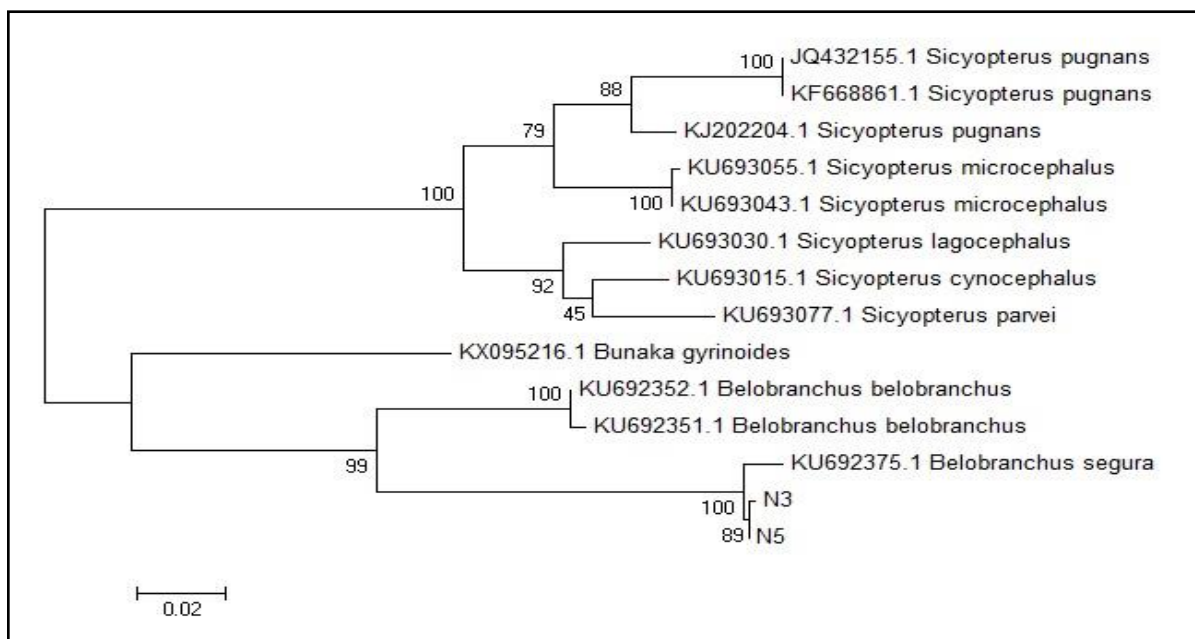 JQ432155.1 Sicyopterus pugnans
100
KF668861.1 Sicyopterus pugnans
88
KJ202204.1 Sicyopterus pugnans
79
KU693055.1 Sicyopterus microcephalus
100
KU693043.1 Sicyopterus microcephalus
100
KU693030.1 Sicyopterus lagocephalus
92
KU693015.1 Sicyopterus cynocephalus
45
KU693077.1 Sicyopterus parvei
KX095216.1 Bunaka gyrinoides
KU692352.1 Belobranchus belobranchus
100
KU692351.1 Belobranchus belobranchus
99
KU692375.1 Belobranchus segura
100
N3
89
N5
0.02